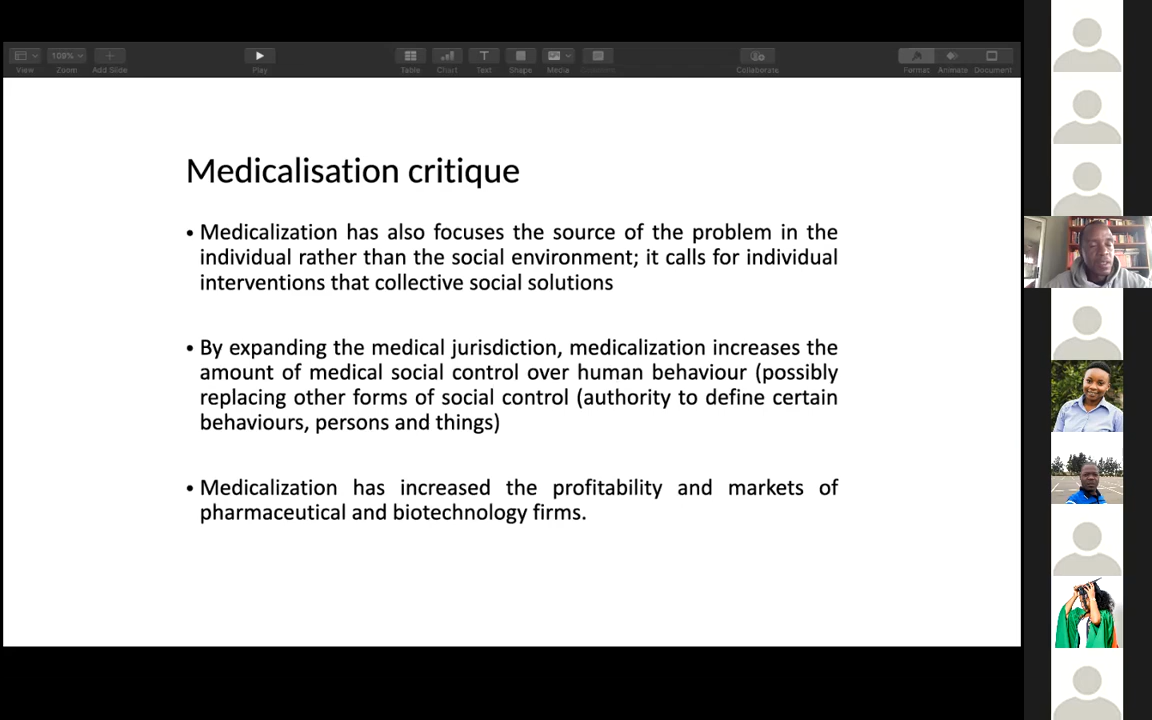 109%
View Zoom Add Slide Play Table Chart Text Shape Media Collaborate Format Animate Document
Medicalisation critique
• Medicalization has also focuses the source of the problem in the
individual rather than the social environment; it calls for individual
interventions that collective social solutions
• By expanding the medical jurisdiction, medicalization increases the
amount of medical social control over human behaviour (possibly
replacing other forms of social control (authority to define certain
behaviours, persons and things)
• Medicalization has increased the profitability and markets of
pharmaceutical and biotechnology firms.